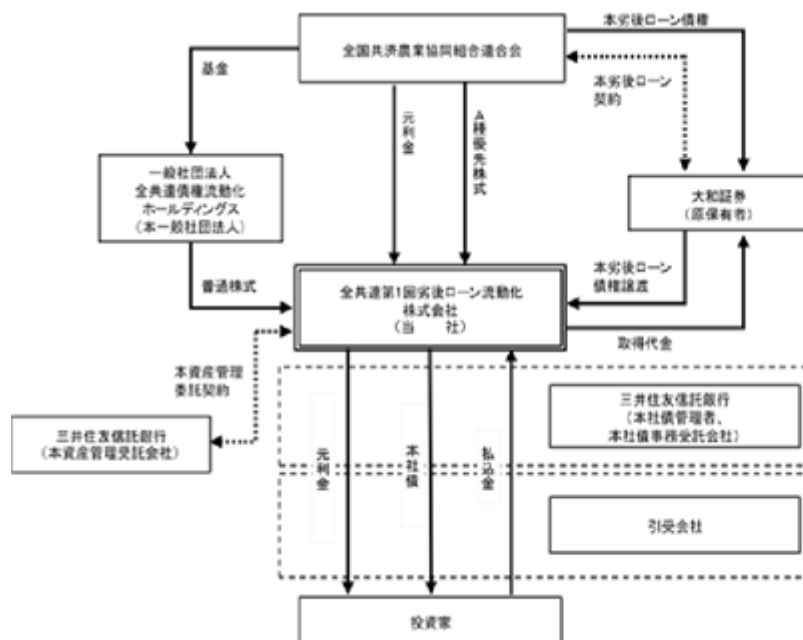 本劣後ローン債権
全国共済農業協同組合連合会
基金
本劣後ローン
契約
元利金
A種優先株式
一般社団法人
全共連債権流動化
ホールディングス
(本一般社団法人)
大和証券
(原保有者)
普通株式
全共連第1回劣後ローン流動化
株式会社
(当 社)
本劣後ローン
債権譲渡
取得代金
本資産管理
委託契約
三井住友信託銀行
(本資産管理受託会社)
三井住友信託銀行
(本社債管理者、
本社債事務受託会社)
元利金
本社債
払込金
引受会社
投資家